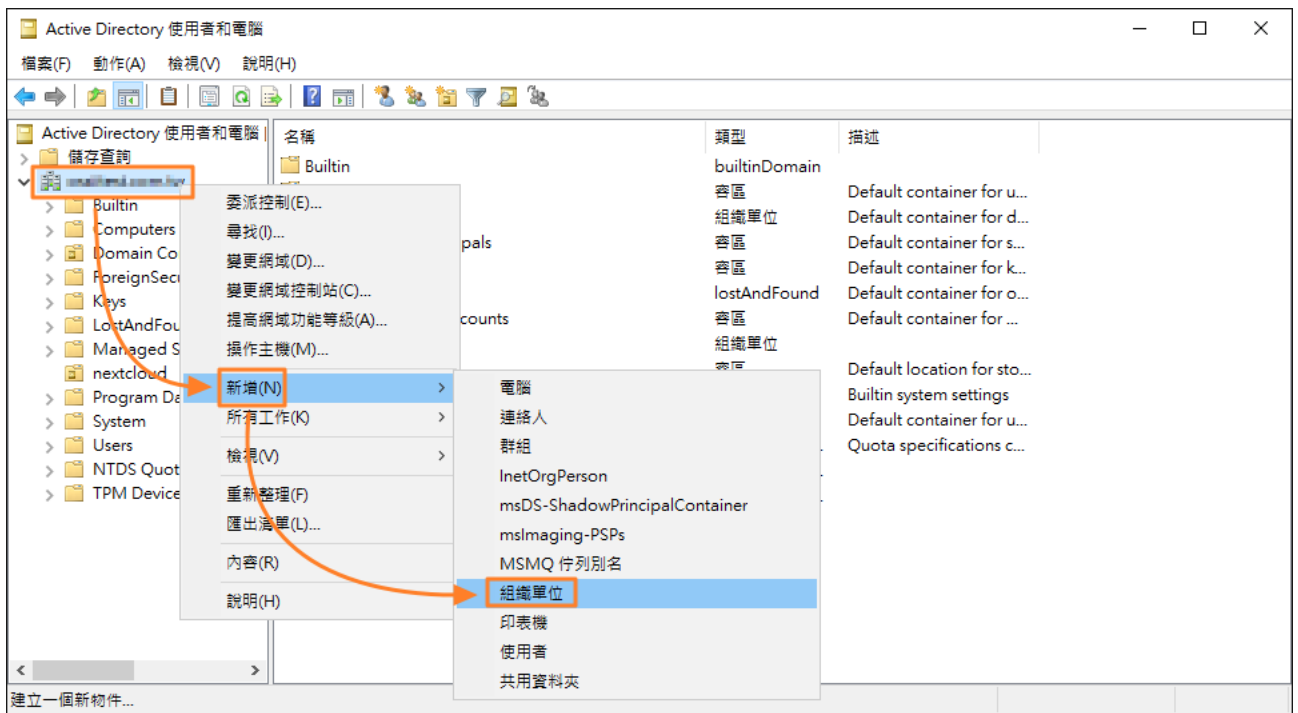 Active Directory 使用者和電腦
檔案(F) 動作(A) 檢視(V) 說明(H)
Active Directory 使用者和電腦
儲存查詢
Builtin
Computers
Domain Co
ForeignSecu
Keys
LostAndFou
Managed S
nextcloud
Program Da
System
Users
NTDS Quot
TPM Device
名稱 類型 描述
Builtin builtinDomain
容區 Default container for u...
組織單位 Default container for d...
pals 容區 Default container for s...
容區 Default container for k...
lostAndFound Default container for o...
counts 容區 Default container for ...
組織單位
容區 Default location for sto...
Builtin system settings
Default container for u...
Quota specifications c...
委派控制(E)...
尋找(I)...
變更網域(D)...
變更網域控制站(C)...
提高網域功能等級(A)...
操作主機(M)...
新增(N)
所有工作(K)
檢視(V)
重新整理(F)
匯出清單(L)...
內容(R)
說明(H)
電腦
連絡人
群組
InetOrgPerson
msDS-ShadowPrincipalContainer
msImaging-PSPs
MSMQ 佇列別名
組織單位
印表機
使用者
共用資料夾
建立一個新物件...